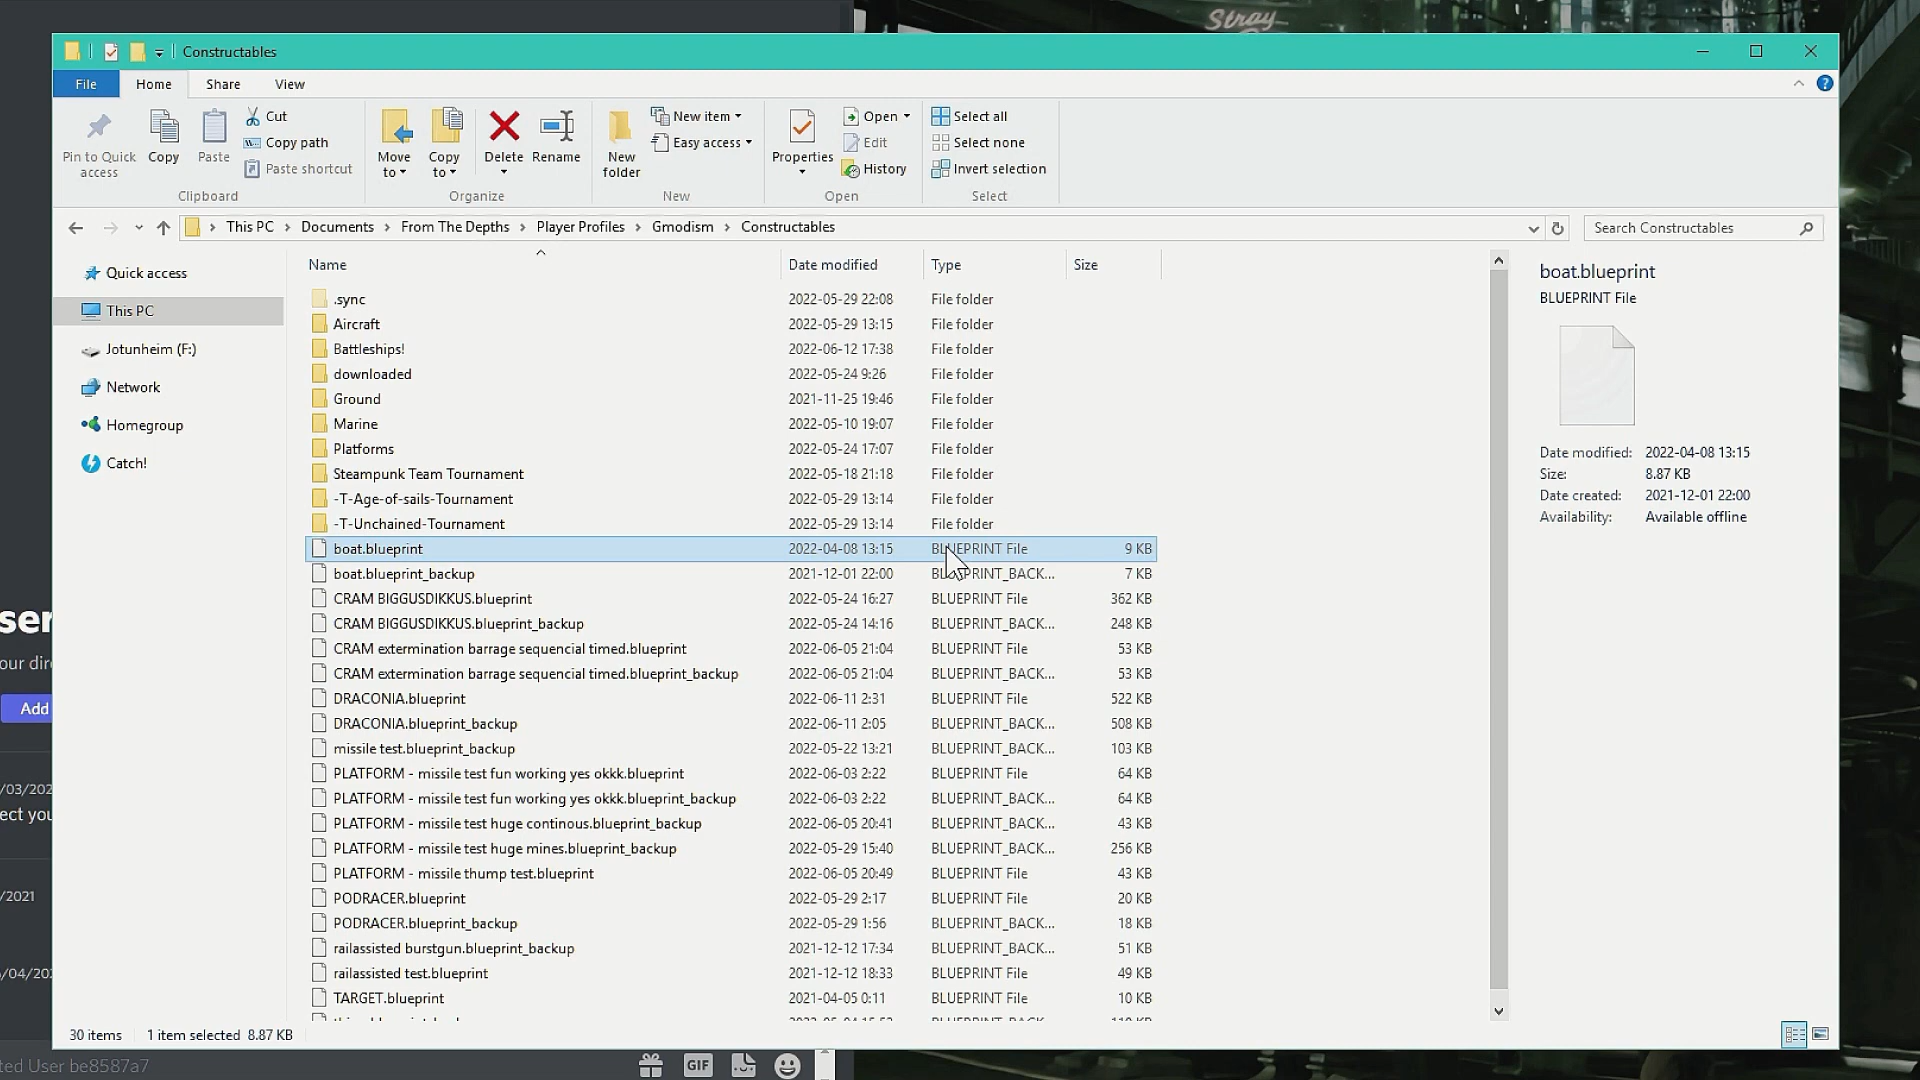 Stray
Constructables
File Home Share View
Pin to Quick access
Copy
Paste
Cut
Copy path
Paste shortcut
Clipboard
Move to
Copy to
Delete
Rename
Organize
New folder
New item
Easy access
New
Properties
Open
Edit
History
Open
Select all
Select none
Invert selection
Select
This PC > Documents > From The Depths > Player Profiles > Gmodism > Constructables
Search Constructables
Quick access
This PC
Jotunheim (F:)
Network
Homegroup
Catch!
Name Date modified Type Size
.sync 2022-05-29 22:08 File folder
Aircraft 2022-05-29 13:15 File folder
Battleships! 2022-06-12 17:38 File folder
downloaded 2022-05-24 9:26 File folder
Ground 2021-11-25 19:46 File folder
Marine 2022-05-10 19:07 File folder
Platforms 2022-05-24 17:07 File folder
Steampunk Team Tournament 2022-05-18 21:18 File folder
-T-Age-of-sails-Tournament 2022-05-29 13:14 File folder
-T-Unchained-Tournament 2022-05-29 13:14 File folder
boat.blueprint 2022-04-08 13:15 BLUEPRINT File 9 KB
boat.blueprint_backup 2021-12-01 22:00 BLUEPRINT_BACK... 7 KB
CRAM BIGGUSDIKKUS.blueprint 2022-05-24 16:27 BLUEPRINT File 362 KB
CRAM BIGGUSDIKKUS.blueprint_backup 2022-05-24 14:16 BLUEPRINT_BACK... 248 KB
CRAM extermination barrage sequencial timed.blueprint 2022-06-05 21:04 BLUEPRINT File 53 KB
CRAM extermination barrage sequencial timed.blueprint_backup 2022-06-05 21:04 BLUEPRINT_BACK... 53 KB
DRACONIA.blueprint 2022-06-11 2:31 BLUEPRINT File 522 KB
DRACONIA.blueprint_backup 2022-06-11 2:05 BLUEPRINT_BACK... 508 KB
missile test.blueprint_backup 2022-05-22 13:21 BLUEPRINT_BACK... 103 KB
PLATFORM - missile test fun working yes okkk.blueprint 2022-06-03 2:22 BLUEPRINT File 64 KB
PLATFORM - missile test fun working yes okkk.blueprint_backup 2022-06-03 2:22 BLUEPRINT_BACK... 64 KB
PLATFORM - missile test huge continous.blueprint_backup 2022-06-05 20:41 BLUEPRINT_BACK... 43 KB
PLATFORM - missile test huge mines.blueprint_backup 2022-05-29 15:40 BLUEPRINT_BACK... 256 KB
PLATFORM - missile thump test.blueprint 2022-06-05 20:49 BLUEPRINT File 43 KB
PODRACER.blueprint 2022-05-29 2:17 BLUEPRINT File 20 KB
PODRACER.blueprint_backup 2022-05-29 1:56 BLUEPRINT_BACK... 18 KB
railassisted burstgun.blueprint_backup 2021-12-12 17:34 BLUEPRINT_BACK... 51 KB
railassisted test.blueprint 2021-12-12 18:33 BLUEPRINT File 49 KB
TARGET.blueprint 2021-04-05 0:11 BLUEPRINT File 10 KB
boat.blueprint
BLUEPRINT File
Date modified: 2022-04-08 13:15
Size: 8.87 KB
Date created: 2021-12-01 22:00
Availability: Available offline
30 items 1 item selected 8.87 KB
ser
our dire
Add
/03/202
ect you
/2021
/04/202
ted User be8587a7
GIF